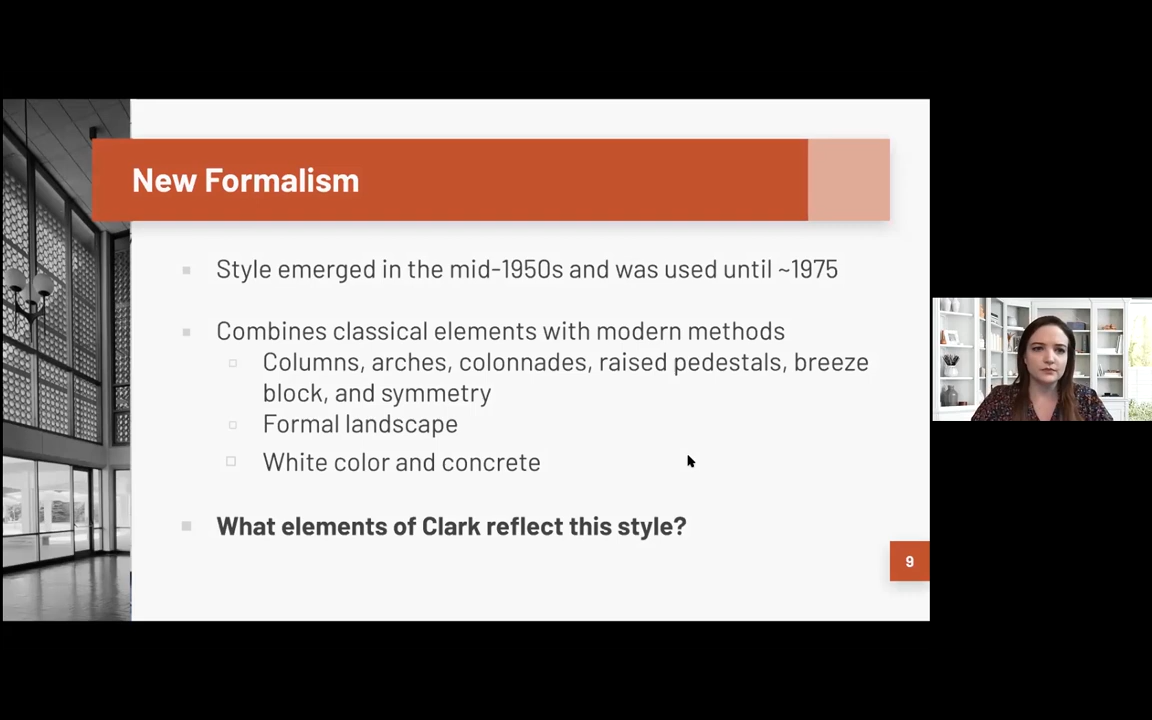 New Formalism
Style emerged in the mid-1950s and was used until ~1975
Combines classical elements with modern methods
Columns, arches, colonnades, raised pedestals, breeze
block, and symmetry
Formal landscape
White color and concrete
What elements of Clark reflect this style?
9